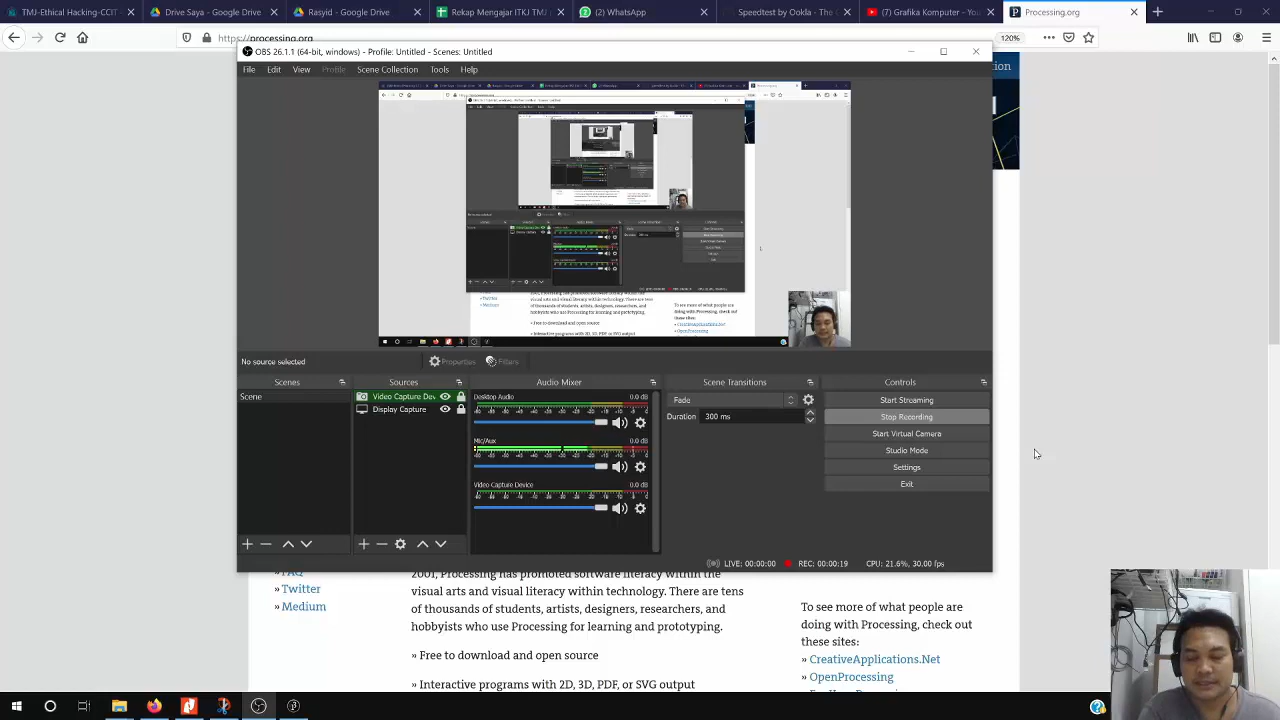 TMJ-Ethical Hacking-CCIT -
Drive Saya - Google Drive
Rasyid - Google Drive
Rekap Mengajar ITKJ TMJ
(2) WhatsApp
Speedtest by Ookla - The
(7) Grafika Komputer - You
Processing.org
https://processing.org
120%
OBS 26.1.1 (64-bit, windows) - Profile: Untitled - Scenes: Untitled
File Edit View Profile Scene Collection Tools Help
No source selected
Properties
Filters
Scenes
Sources
Audio Mixer
Scene Transitions
Controls
Scene
Video Capture Dev
Display Capture
Desktop Audio
0.0 dB
Mic/Aux
0.0 dB
Video Capture Device
0.0 dB
Fade
Duration 300 ms
Start Streaming
Stop Recording
Start Virtual Camera
Studio Mode
Settings
Exit
LIVE: 00:00:00
REC: 00:00:19
CPU: 21.6%, 30.00 fps
» FAQ
» Twitter
» Medium
2001, Processing has promoted software literacy within the
visual arts and visual literacy within technology. There are tens
of thousands of students, artists, designers, researchers, and
hobbyists who use Processing for learning and prototyping.
» Free to download and open source
» Interactive programs with 2D, 3D, PDF, or SVG output
To see more of what people are
doing with Processing, check out
these sites:
» CreativeApplications.Net
» OpenProcessing